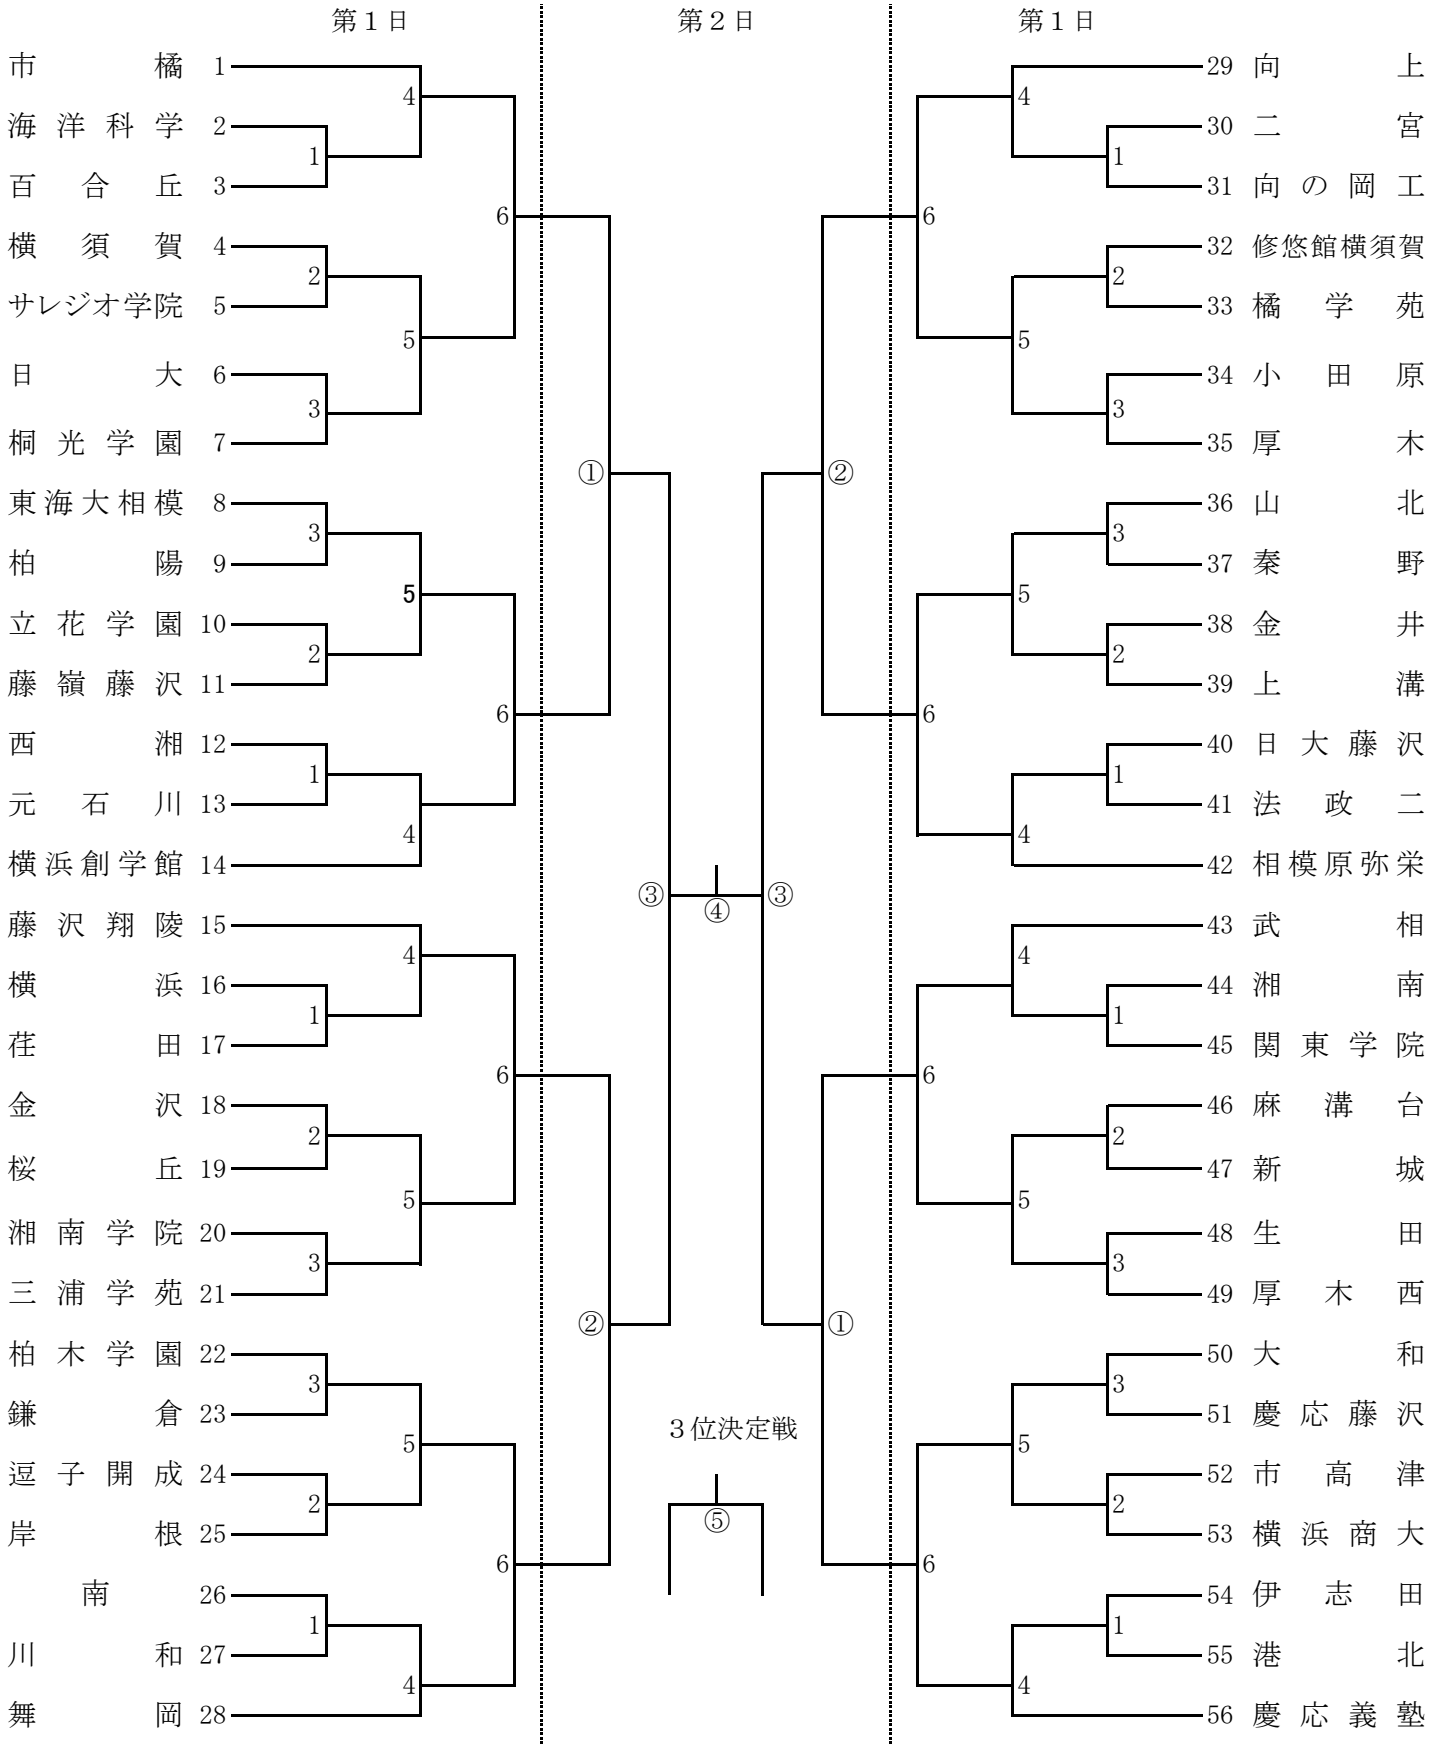 第1日 第2日 第1日
市橘 1 29 向上
4 4
海洋科学 2 30 二宮
1 1
百合丘 3 31 向の岡工
6 6
横須賀 4 32 修悠館横須賀
2 2
サレジオ学院 5 33 橘学苑
5 5
日大 6 34 小田原
3 3
桐光学園 7 35 厚木
① ②
東海大相模 8 36 山北
3 3
柏陽 9 37 秦野
5 5
立花学園 10 38 金井
2 2
藤嶺藤沢 11 39 上溝
6 6
西湘 12 40 日大藤沢
1 1
元石川 13 41 法政二
4 4
横浜創学館 14 42 相模原弥栄
③ ④ ③
藤沢翔陵 15 43 武相
4 4
横浜 16 44 湘南
1 1
荏田 17 45 関東学院
6 6
金沢 18 46 麻溝台
2 2
桜丘 19 47 新城
5 5
湘南学院 20 48 生田
3 3
三浦学苑 21 49 厚木西
② ①
柏木学園 22 50 大和
3 3
鎌倉 23 51 慶応藤沢
3位決定戦
5 5
逗子開成 24 52 市高津
2 ⑤ 2
岸根 25 53 横浜商大
6 6
南 26 54 伊志田
1 1
川和 27 55 港北
4 4
舞岡 28 56 慶応義塾